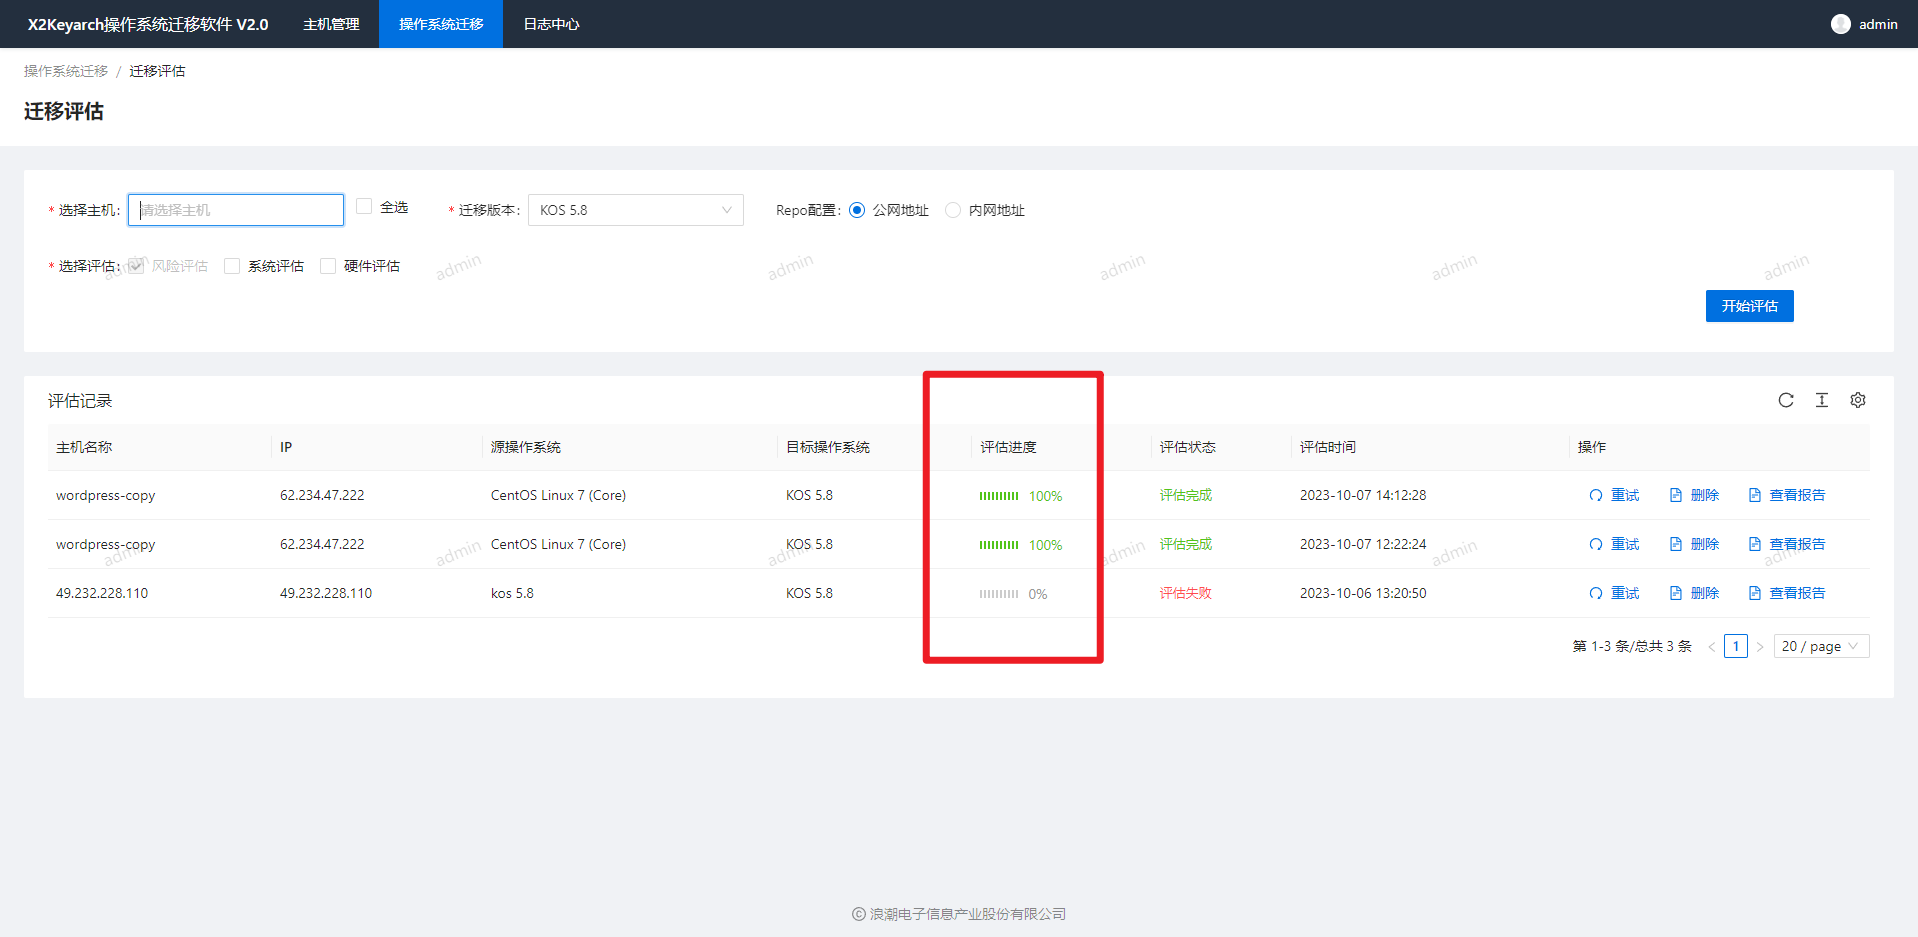 X2Keyarch操作系统迁移软件 V2.0 主机管理 操作系统迁移 日志中心 admin
操作系统迁移 / 迁移评估
迁移评估
* 选择主机: 请选择主机 全选 * 迁移版本: KOS 5.8 Repo配置: 公网地址 内网地址
* 选择评估: 风险评估 系统评估 硬件评估
admin admin admin admin admin admin
开始评估
评估记录
主机名称 IP 源操作系统 目标操作系统 评估进度 评估状态 评估时间 操作
wordpress-copy 62.234.47.222 CentOS Linux 7 (Core) KOS 5.8 100% 评估完成 2023-10-07 14:12:28 重试 删除 查看报告
wordpress-copy 62.234.47.222 CentOS Linux 7 (Core) KOS 5.8 100% 评估完成 2023-10-07 12:22:24 重试 删除 查看报告
admin admin admin admin admin admin
49.232.228.110 49.232.228.110 kos 5.8 KOS 5.8 0% 评估失败 2023-10-06 13:20:50 重试 删除 查看报告
第 1-3 条/总共 3 条 < 1 > 20 / page
© 浪潮电子信息产业股份有限公司